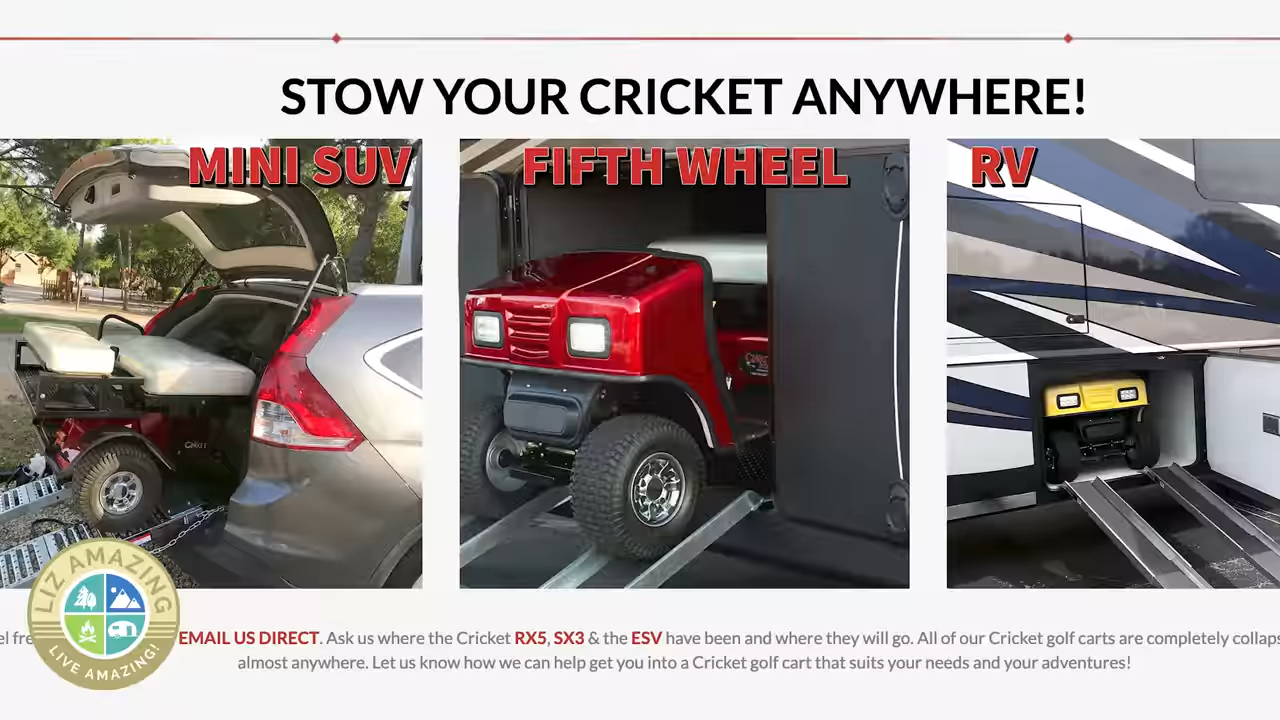 STOW YOUR CRICKET ANYWHERE!
MINI SUV
FIFTH WHEEL
RV
EMAIL US DIRECT. Ask us where the Cricket RX5, SX3 & the ESV have been and where they will go. All of our Cricket golf carts are completely
almost anywhere. Let us know how we can help get you into a Cricket golf cart that suits your needs and your adventures!
LIZ AMAZING
LIVE AMAZING!